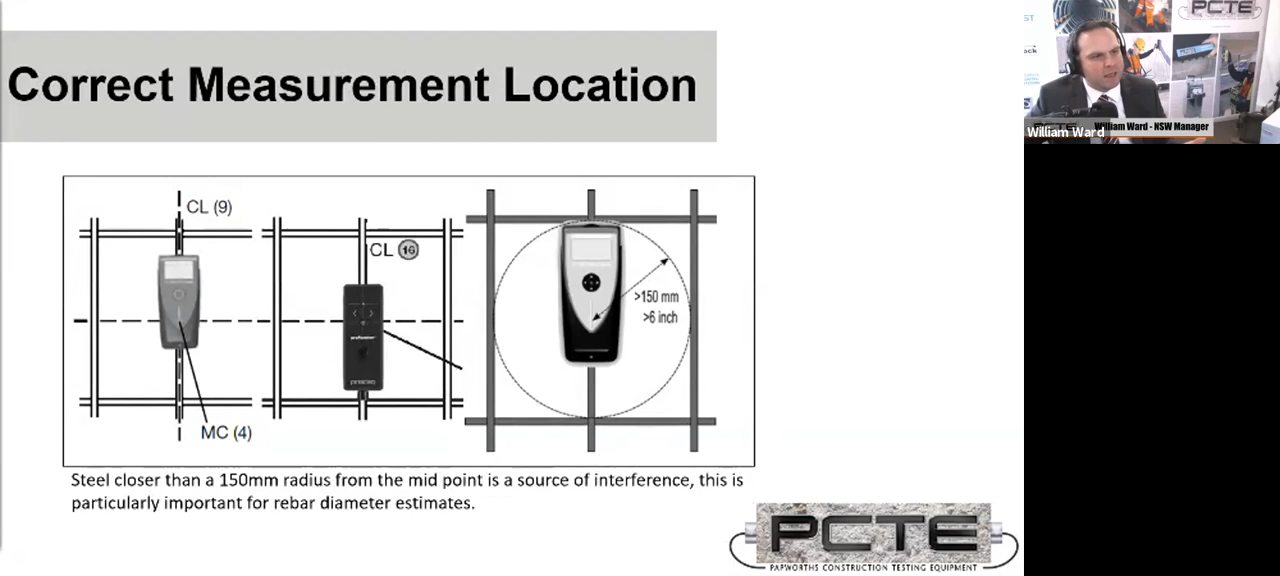 Correct Measurement Location
CL (9)
CL 16
MC (4)
>150 mm
>6 inch
Steel closer than a 150mm radius from the mid point is a source of interference, this is
particularly important for rebar diameter estimates.
PCTE
PAPWORTHS CONSTRUCTION TESTING EQUIPMENT
PCTE
William Ward - NSW Manager
William Ward